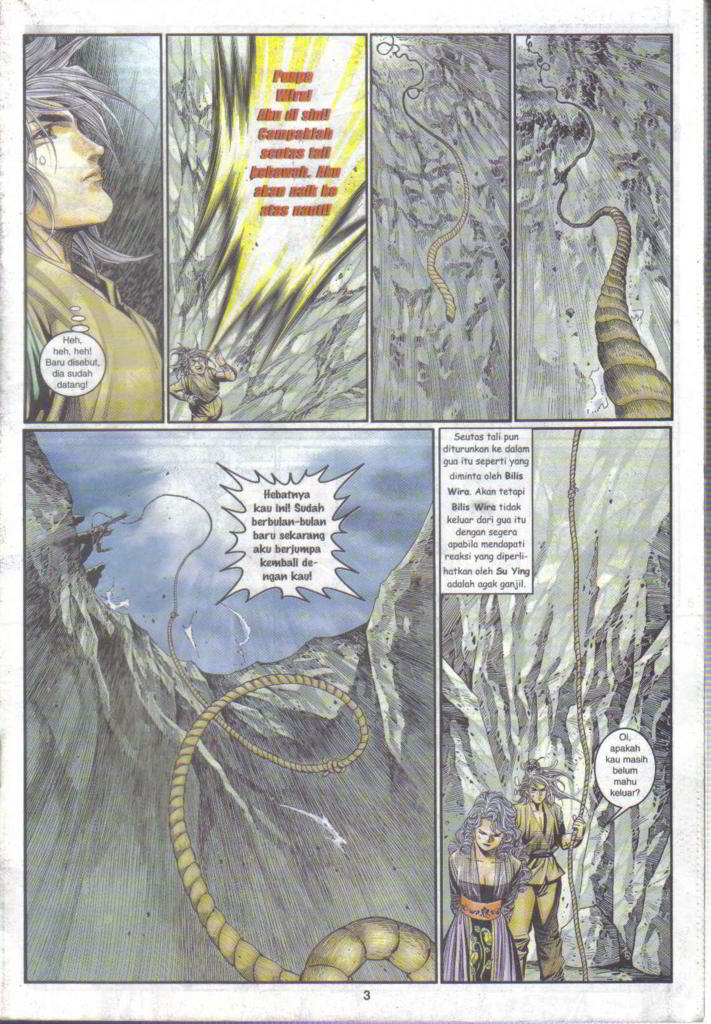 Heh,
heh, heh!
Baru disebut,
dia sudah
datang!
Puspa
Wira!
Aku di sini!
Campaklah
seutas tali
kebawah. Aku
akan naik ke
atas nanti!
Hebatnya
kau ini! Sudah
berbulan-bulan
baru sekarang
aku berjumpa
kembali de-
ngan kau!
Seutas tali pun
diturunkan ke dalam
gua itu seperti yang
diminta oleh Bilis
Wira. Akan tetapi
Bilis Wira tidak
keluar dari gua itu
dengan segera
apabila mendapati
reaksi yang diperli-
hatkan oleh Su Ying
adalah agak ganjil.
Oi,
apakah
kau masih
belum
mahu
keluar?
3